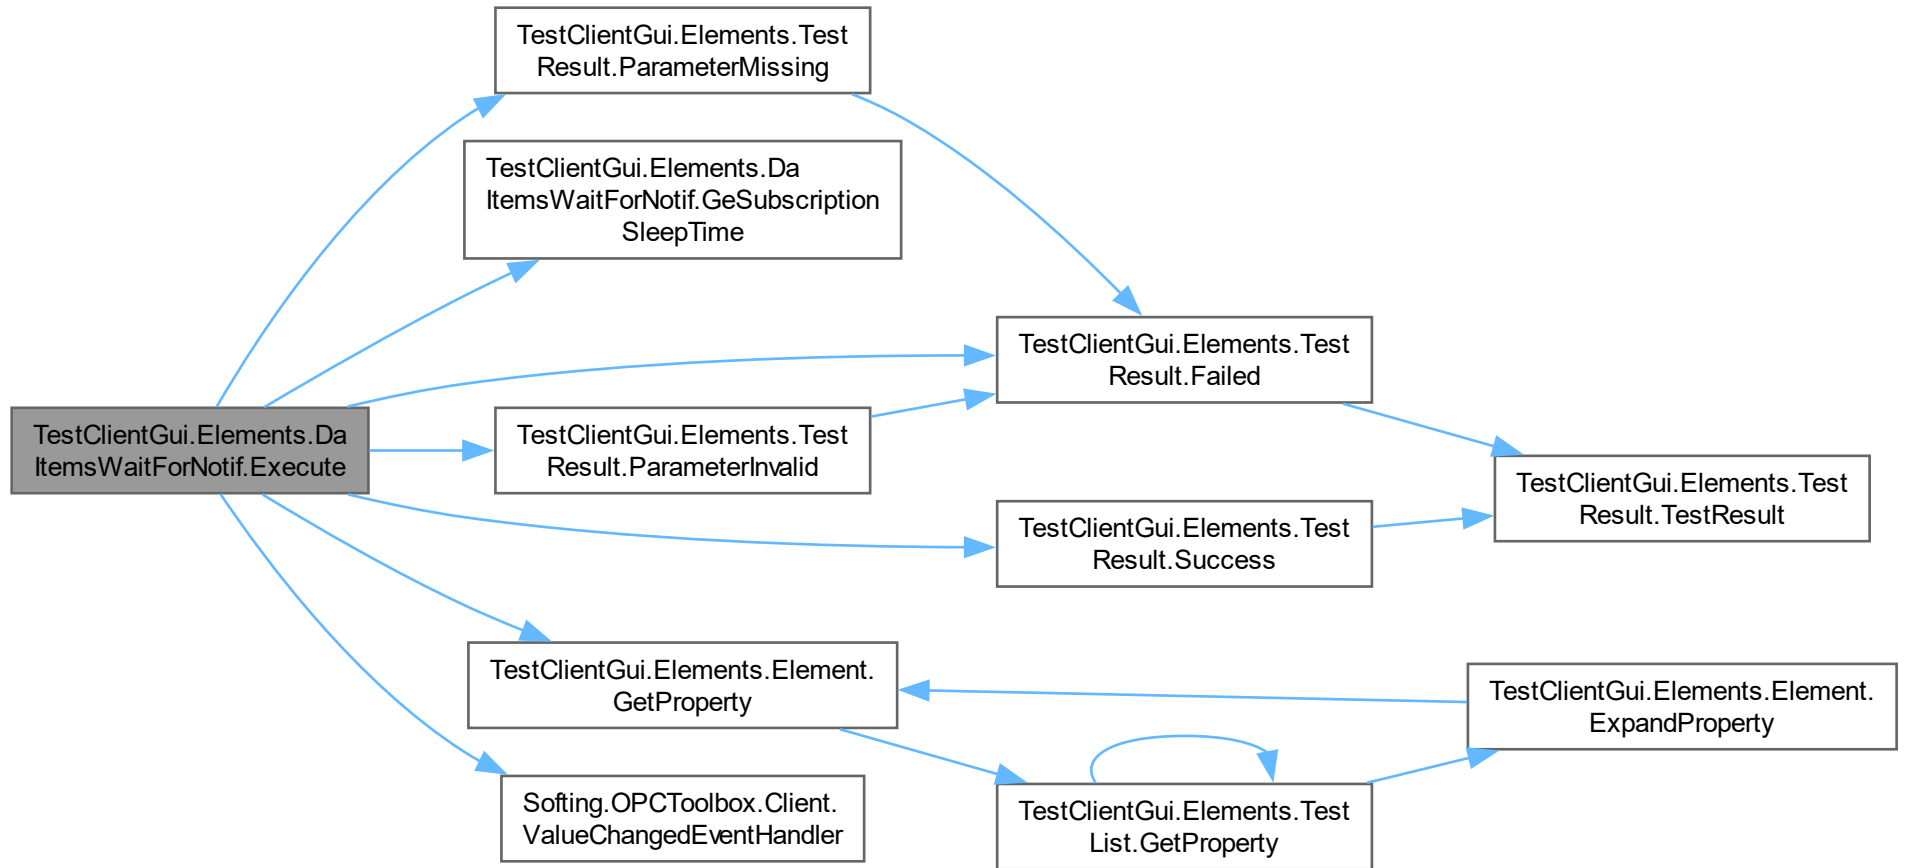 TestClientGui.Elements.Test
Result.ParameterMissing
TestClientGui.Elements.Da
ItemsWaitForNotif.GeSubscription
SleepTime
TestClientGui.Elements.Test
Result.Failed
TestClientGui.Elements.Da
ItemsWaitForNotif.Execute
TestClientGui.Elements.Test
Result.ParameterInvalid
TestClientGui.Elements.Test
Result.TestResult
TestClientGui.Elements.Test
Result.Success
TestClientGui.Elements.Element.
GetProperty
TestClientGui.Elements.Element.
ExpandProperty
Softing.OPCToolbox.Client.
ValueChangedEventHandler
TestClientGui.Elements.Test
List.GetProperty